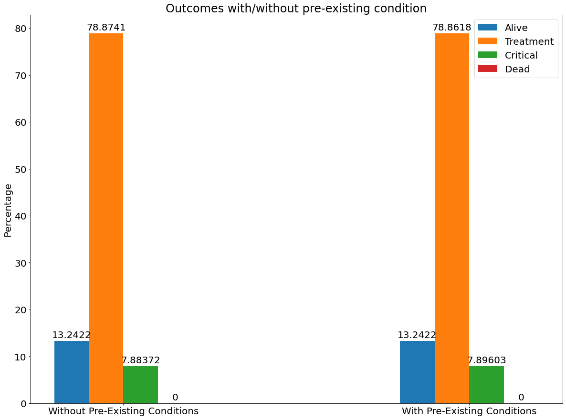 Outcomes with/without pre-existing condition
Percentage
80
70
60
50
40
30
20
10
0
78.8741
13.2422
7.88372
0
78.8618
13.2422
7.89603
0
Alive
Treatment
Critical
Dead
Without Pre-Existing Conditions
With Pre-Existing Conditions